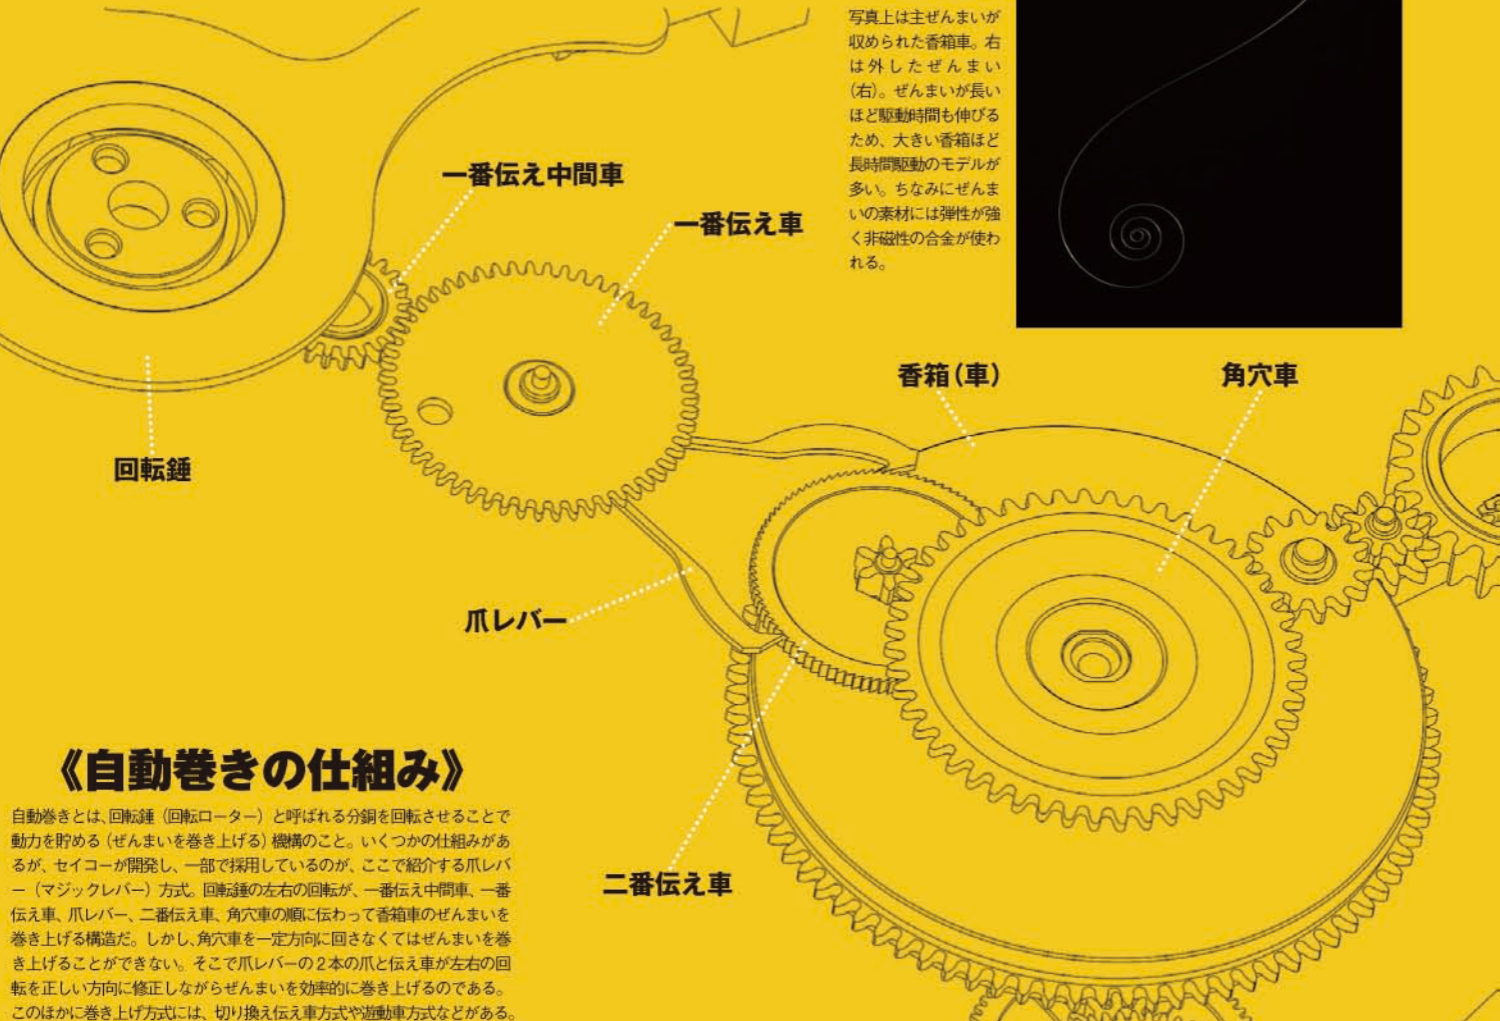 写真上は主ぜんまいが
収められた香箱車。右
は外したぜんまい
（右）。ぜんまいが長い
ほど駆動時間も伸びる
ため、大きい香箱ほど
長時間駆動のモデルが
多い。ちなみにぜんま
いの素材には弾性が強
く非磁性の合金が使わ
れる。
一番伝え中間車
一番伝え車
香箱（車）
角穴車
回転錘
爪レバー
二番伝え車
《自動巻きの仕組み》
自動巻きとは、回転錘（回転ローター）と呼ばれる分銅を回転させることで
動力を貯める（ぜんまいを巻き上げる）機構のこと。いくつかの仕組みがあ
るが、セイコーが開発し、一部で採用しているのが、ここで紹介する爪レバ
ー（マジックレバー）方式。回転錘の左右の回転が、一番伝え中間車、一番
伝え車、爪レバー、二番伝え車、角穴車の順に伝わって香箱車のぜんまいを
巻き上げる構造だ。しかし、角穴車を一定方向に回さなくてはぜんまいを巻
き上げることができない。そこで爪レバーの2本の爪と伝え車が左右の回
転を正しい方向に修正しながらぜんまいを効率的に巻き上げるのである。
このほかに巻き上げ方式には、切り換え伝え車方式や遊動車方式などがある。